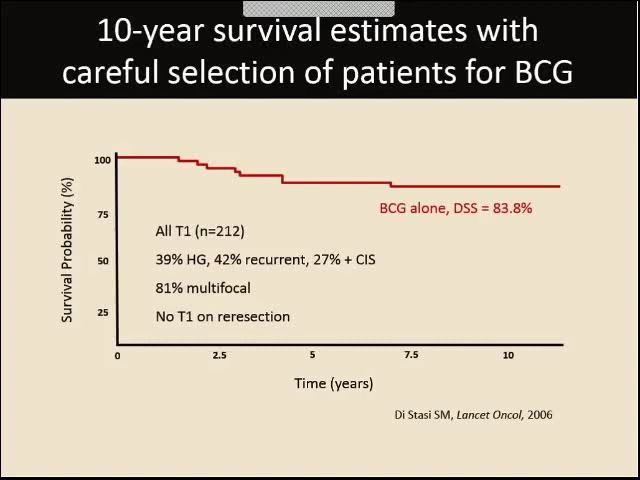 10-year survival estimates with
careful selection of patients for BCG
100
75
50
25
Survival Probability (%)
BCG alone, DSS = 83.8%
All T1 (n=212)
39% HG, 42% recurrent, 27% + CIS
81% multifocal
No T1 on reresection
0 2.5 5 7.5 10
Time (years)
Di Stasi SM, Lancet Oncol, 2006